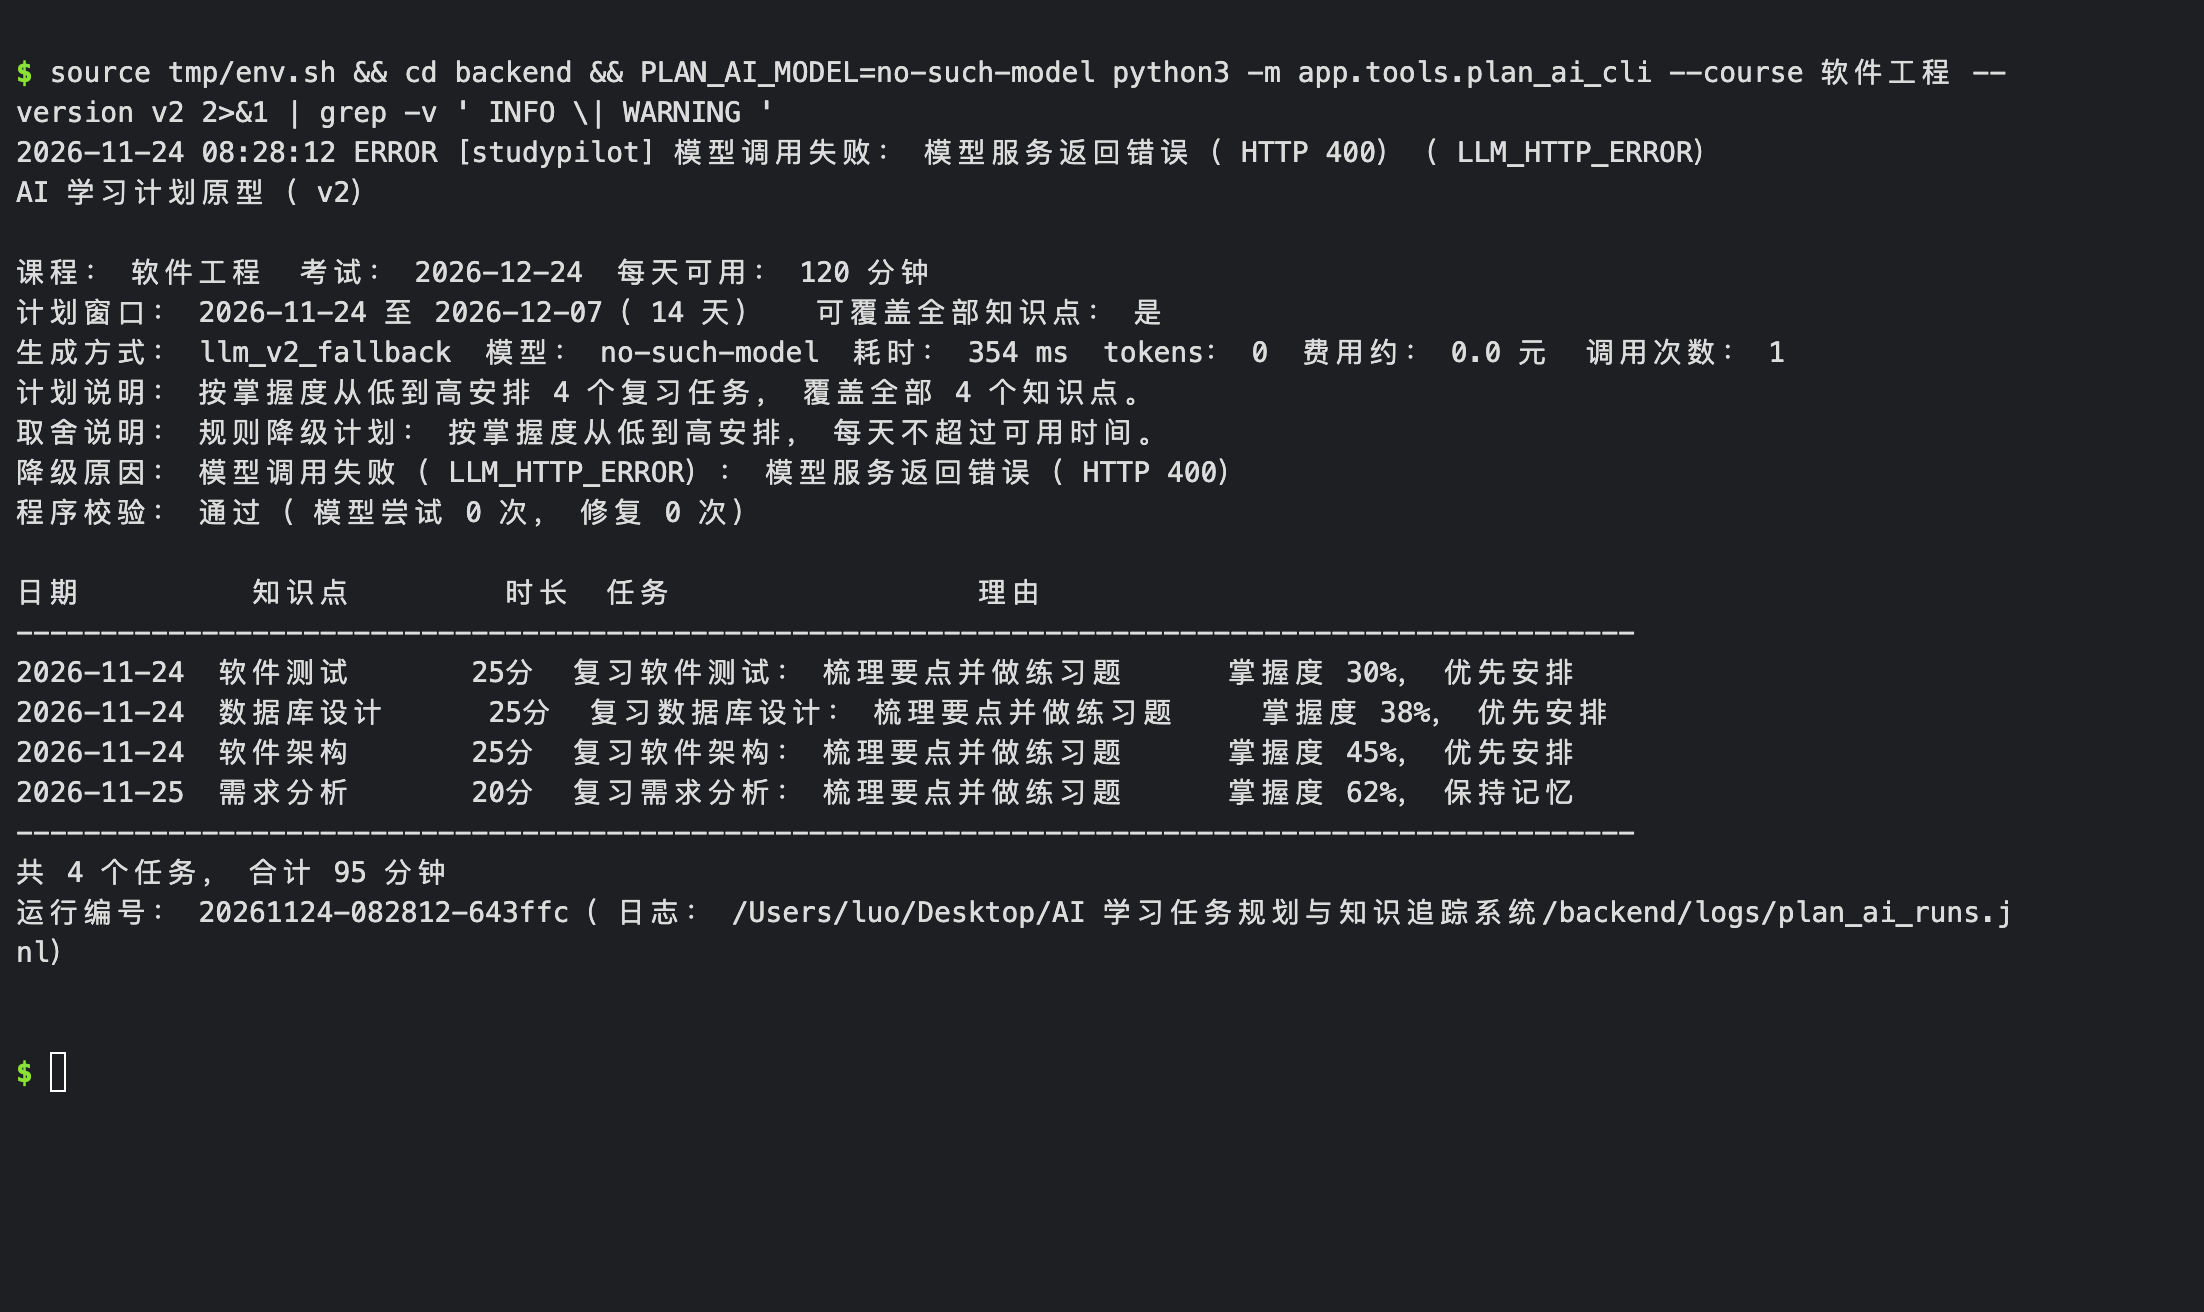 $ source tmp/env.sh && cd backend && PLAN_AI_MODEL=no-such-model python3 -m app.tools.plan_ai_cli --course 软件工程 --
version v2 2>&1 | grep -v ' INFO \| WARNING '
2026-11-24 08:28:12 ERROR [studypilot] 模型调用失败： 模型服务返回错误（ HTTP 400）（ LLM_HTTP_ERROR）
AI 学习计划原型（ v2）
课程： 软件工程 考试： 2026-12-24 每天可用： 120 分钟
计划窗口： 2026-11-24 至 2026-12-07（ 14 天） 可覆盖全部知识点： 是
生成方式： llm_v2_fallback 模型： no-such-model 耗时： 354 ms tokens： 0 费用约： 0.0 元 调用次数： 1
计划说明： 按掌握度从低到高安排 4 个复习任务， 覆盖全部 4 个知识点。
取舍说明： 规则降级计划： 按掌握度从低到高安排， 每天不超过可用时间。
降级原因： 模型调用失败（ LLM_HTTP_ERROR）： 模型服务返回错误（ HTTP 400）
程序校验： 通过（ 模型尝试 0 次， 修复 0 次）
日期 知识点 时长 任务 理由
------------------------------------------------------------------------------------------------
2026-11-24 软件测试 25分 复习软件测试： 梳理要点并做练习题 掌握度 30%， 优先安排
2026-11-24 数据库设计 25分 复习数据库设计： 梳理要点并做练习题 掌握度 38%， 优先安排
2026-11-24 软件架构 25分 复习软件架构： 梳理要点并做练习题 掌握度 45%， 优先安排
2026-11-25 需求分析 20分 复习需求分析： 梳理要点并做练习题 掌握度 62%， 保持记忆
------------------------------------------------------------------------------------------------
共 4 个任务， 合计 95 分钟
运行编号： 20261124-082812-643ffc（ 日志： /Users/luo/Desktop/AI 学习任务规划与知识追踪系统/backend/logs/plan_ai_runs.j
nl）
$